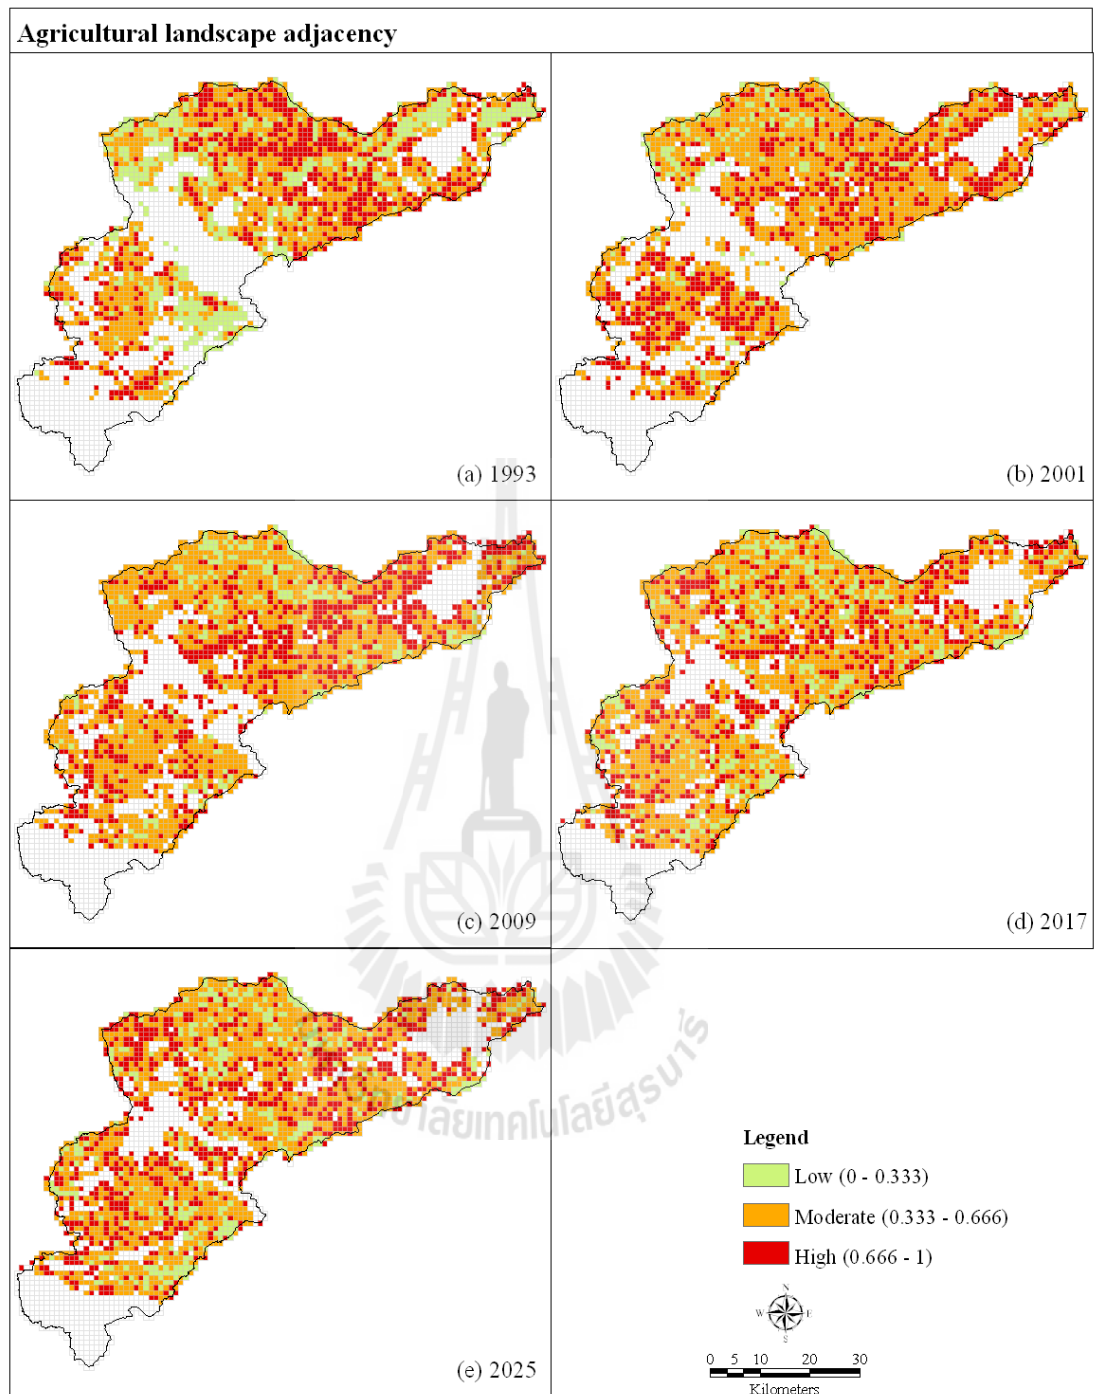 Agricultural landscape adjacency
(a) 1993
(b) 2001
(c) 2009
(d) 2017
(e) 2025
Legend
Low (0 - 0.333)
Moderate (0.333 - 0.666)
High (0.666 - 1)
N
W E
S
0 5 10 20 30
Kilometers